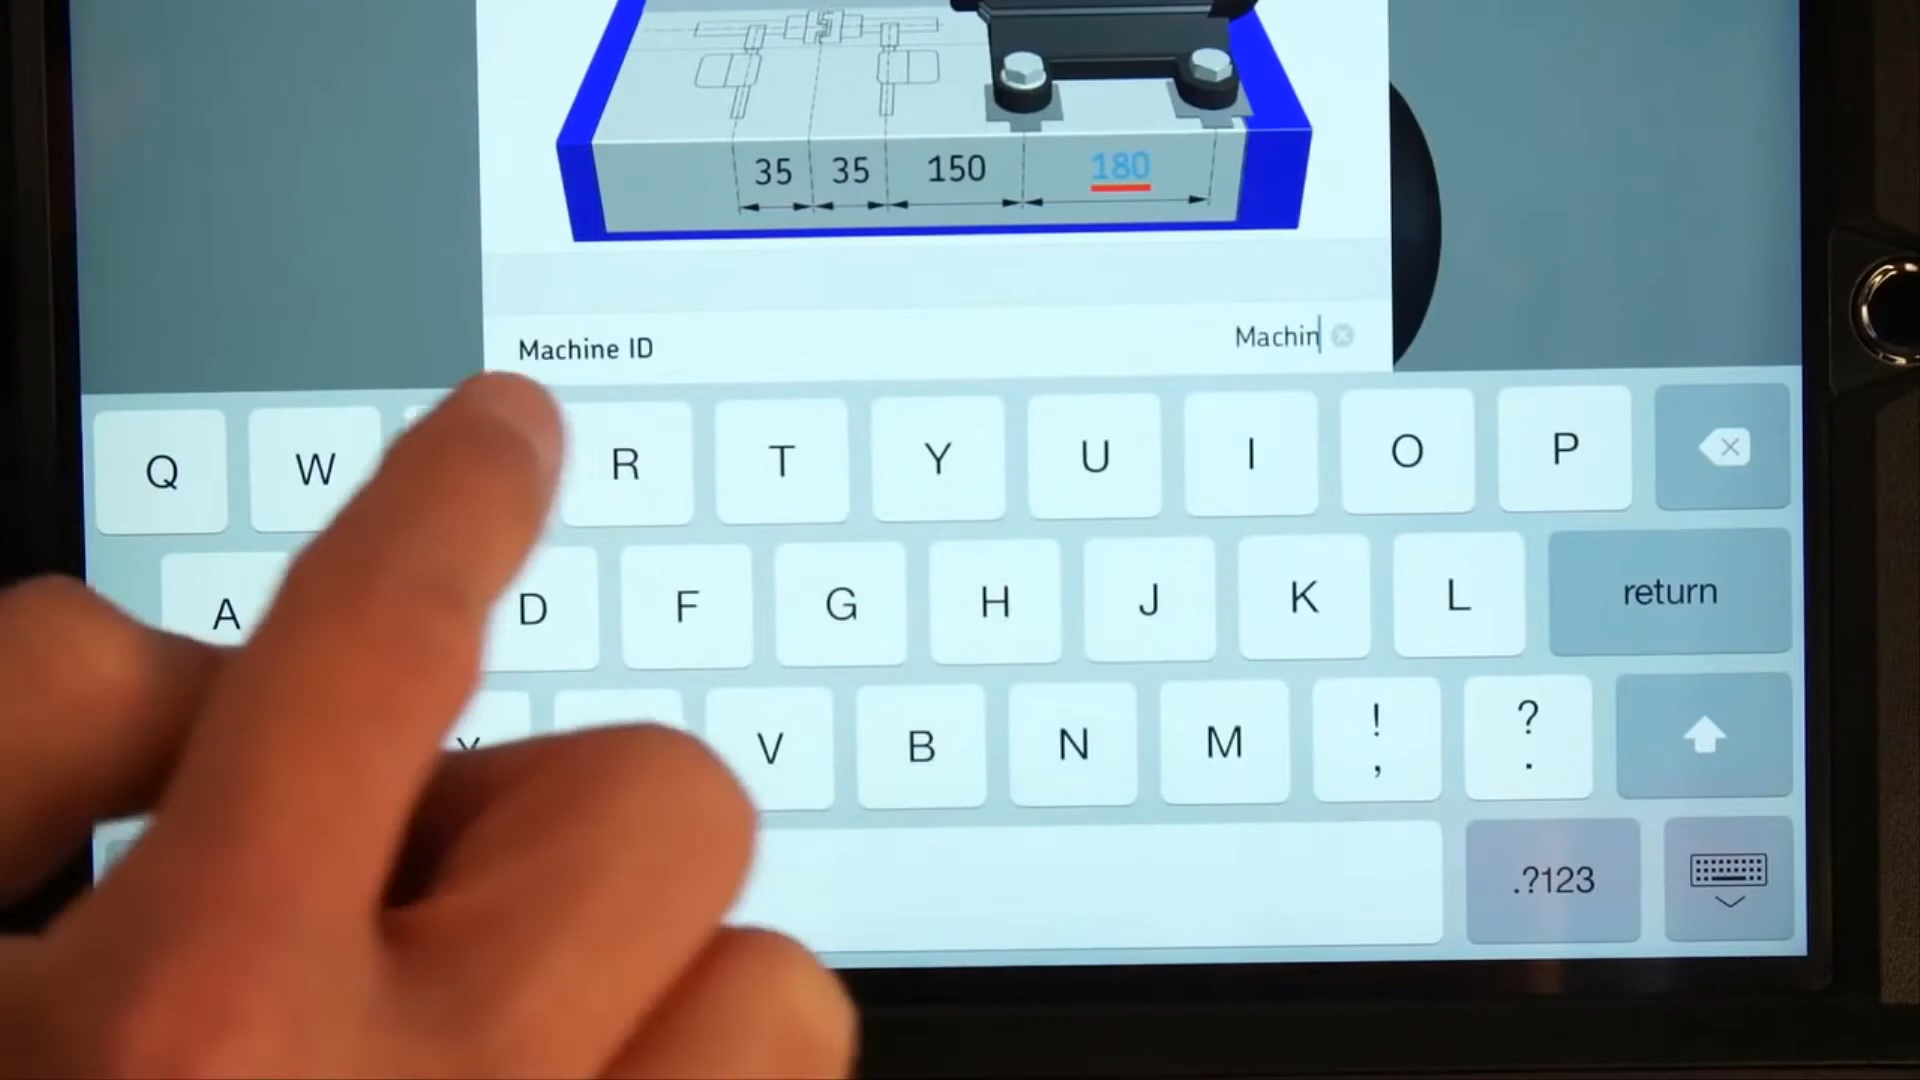 35 35 150 180
Machine ID Machin
Q W R T Y U I O P
A D F G H J K L return
V B N M ! , ? .
.?123